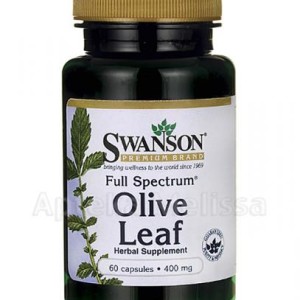 SWANSON
PREMIUM BRAND
bringing wellness to the world since 1969
Full Spectrum®
Olive
Leaf
Herbal Supplement
60 capsules • 400 mg